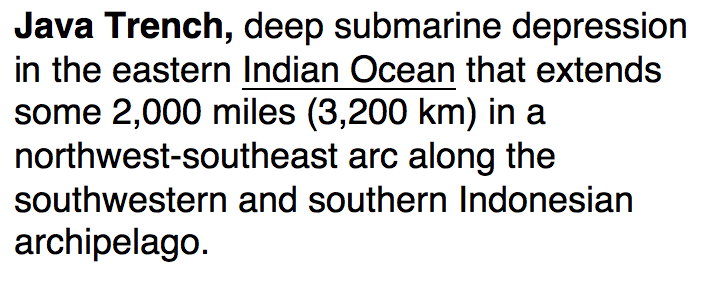 Java Trench, deep submarine depression
in the eastern Indian Ocean that extends
some 2,000 miles (3,200 km) in a
northwest-southeast arc along the
southwestern and southern Indonesian
archipelago.